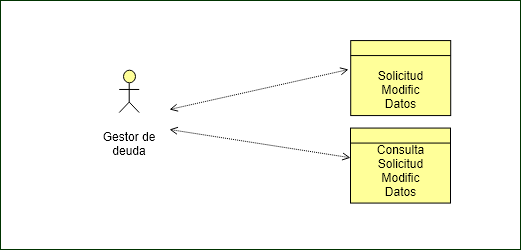 Solicitud
Modific
Datos
Gestor de
deuda
Consulta
Solicitud
Modific
Datos